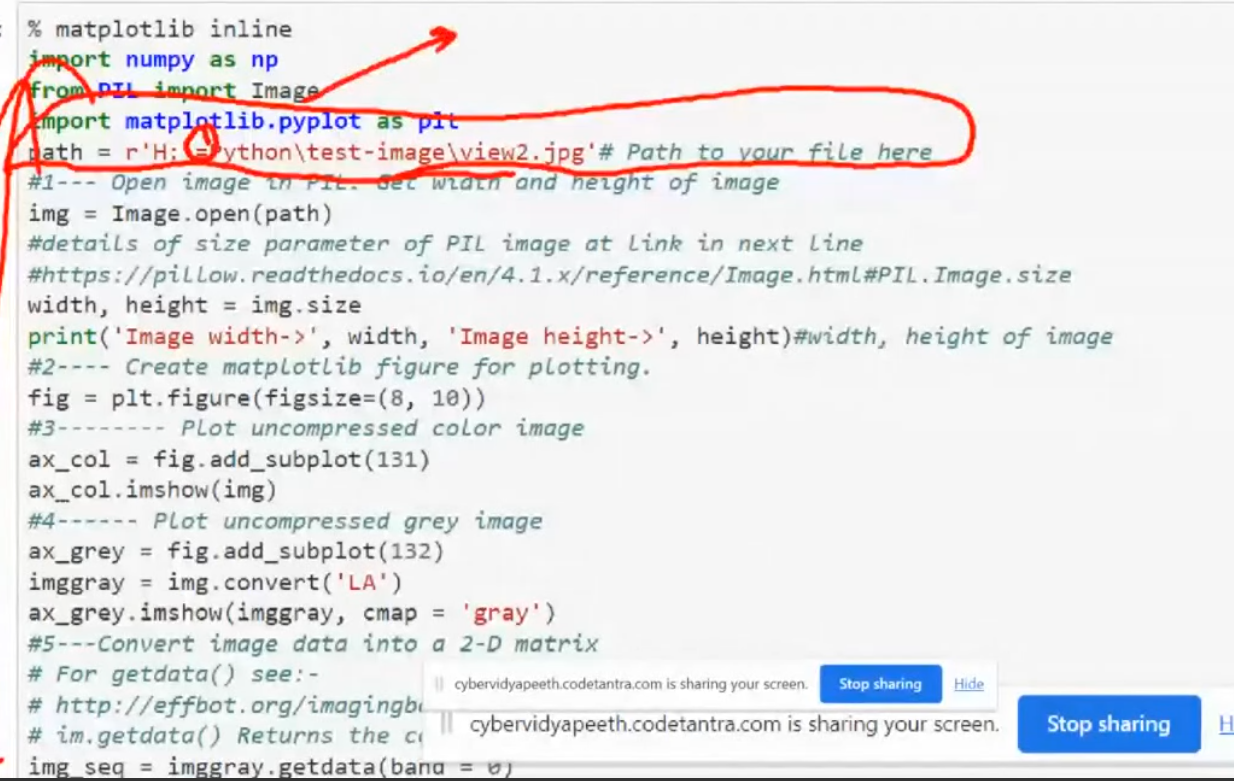 % matplotlib inline
import numpy as np
from PIL import Image
import matplotlib.pyplot as plt
path = r'H: =Python\test-image\view2.jpg'# Path to your file here
#1--- Open image in PIL. Get width and height of image
img = Image.open(path)
#details of size parameter of PIL image at link in next line
#https://pillow.readthedocs.io/en/4.1.x/reference/Image.html#PIL.Image.size
width, height = img.size
print('Image width->', width, 'Image height->', height)#width, height of image
#2---- Create matplotlib figure for plotting.
fig = plt.figure(figsize=(8, 10))
#3-------- Plot uncompressed color image
ax_col = fig.add_subplot(131)
ax_col.imshow(img)
#4------ Plot uncompressed grey image
ax_grey = fig.add_subplot(132)
imggray = img.convert('LA')
ax_grey.imshow(imggray, cmap = 'gray')
#5---Convert image data into a 2-D matrix
# For getdata() see:-
cybervidyapeeth.codetantra.com is sharing your screen. Stop sharing Hide
# http://effbot.org/imagingb
cybervidyapeeth.codetantra.com is sharing your screen. Stop sharing H
# im.getdata() Returns the c
img_seq = imggray.getdata(band = 0)